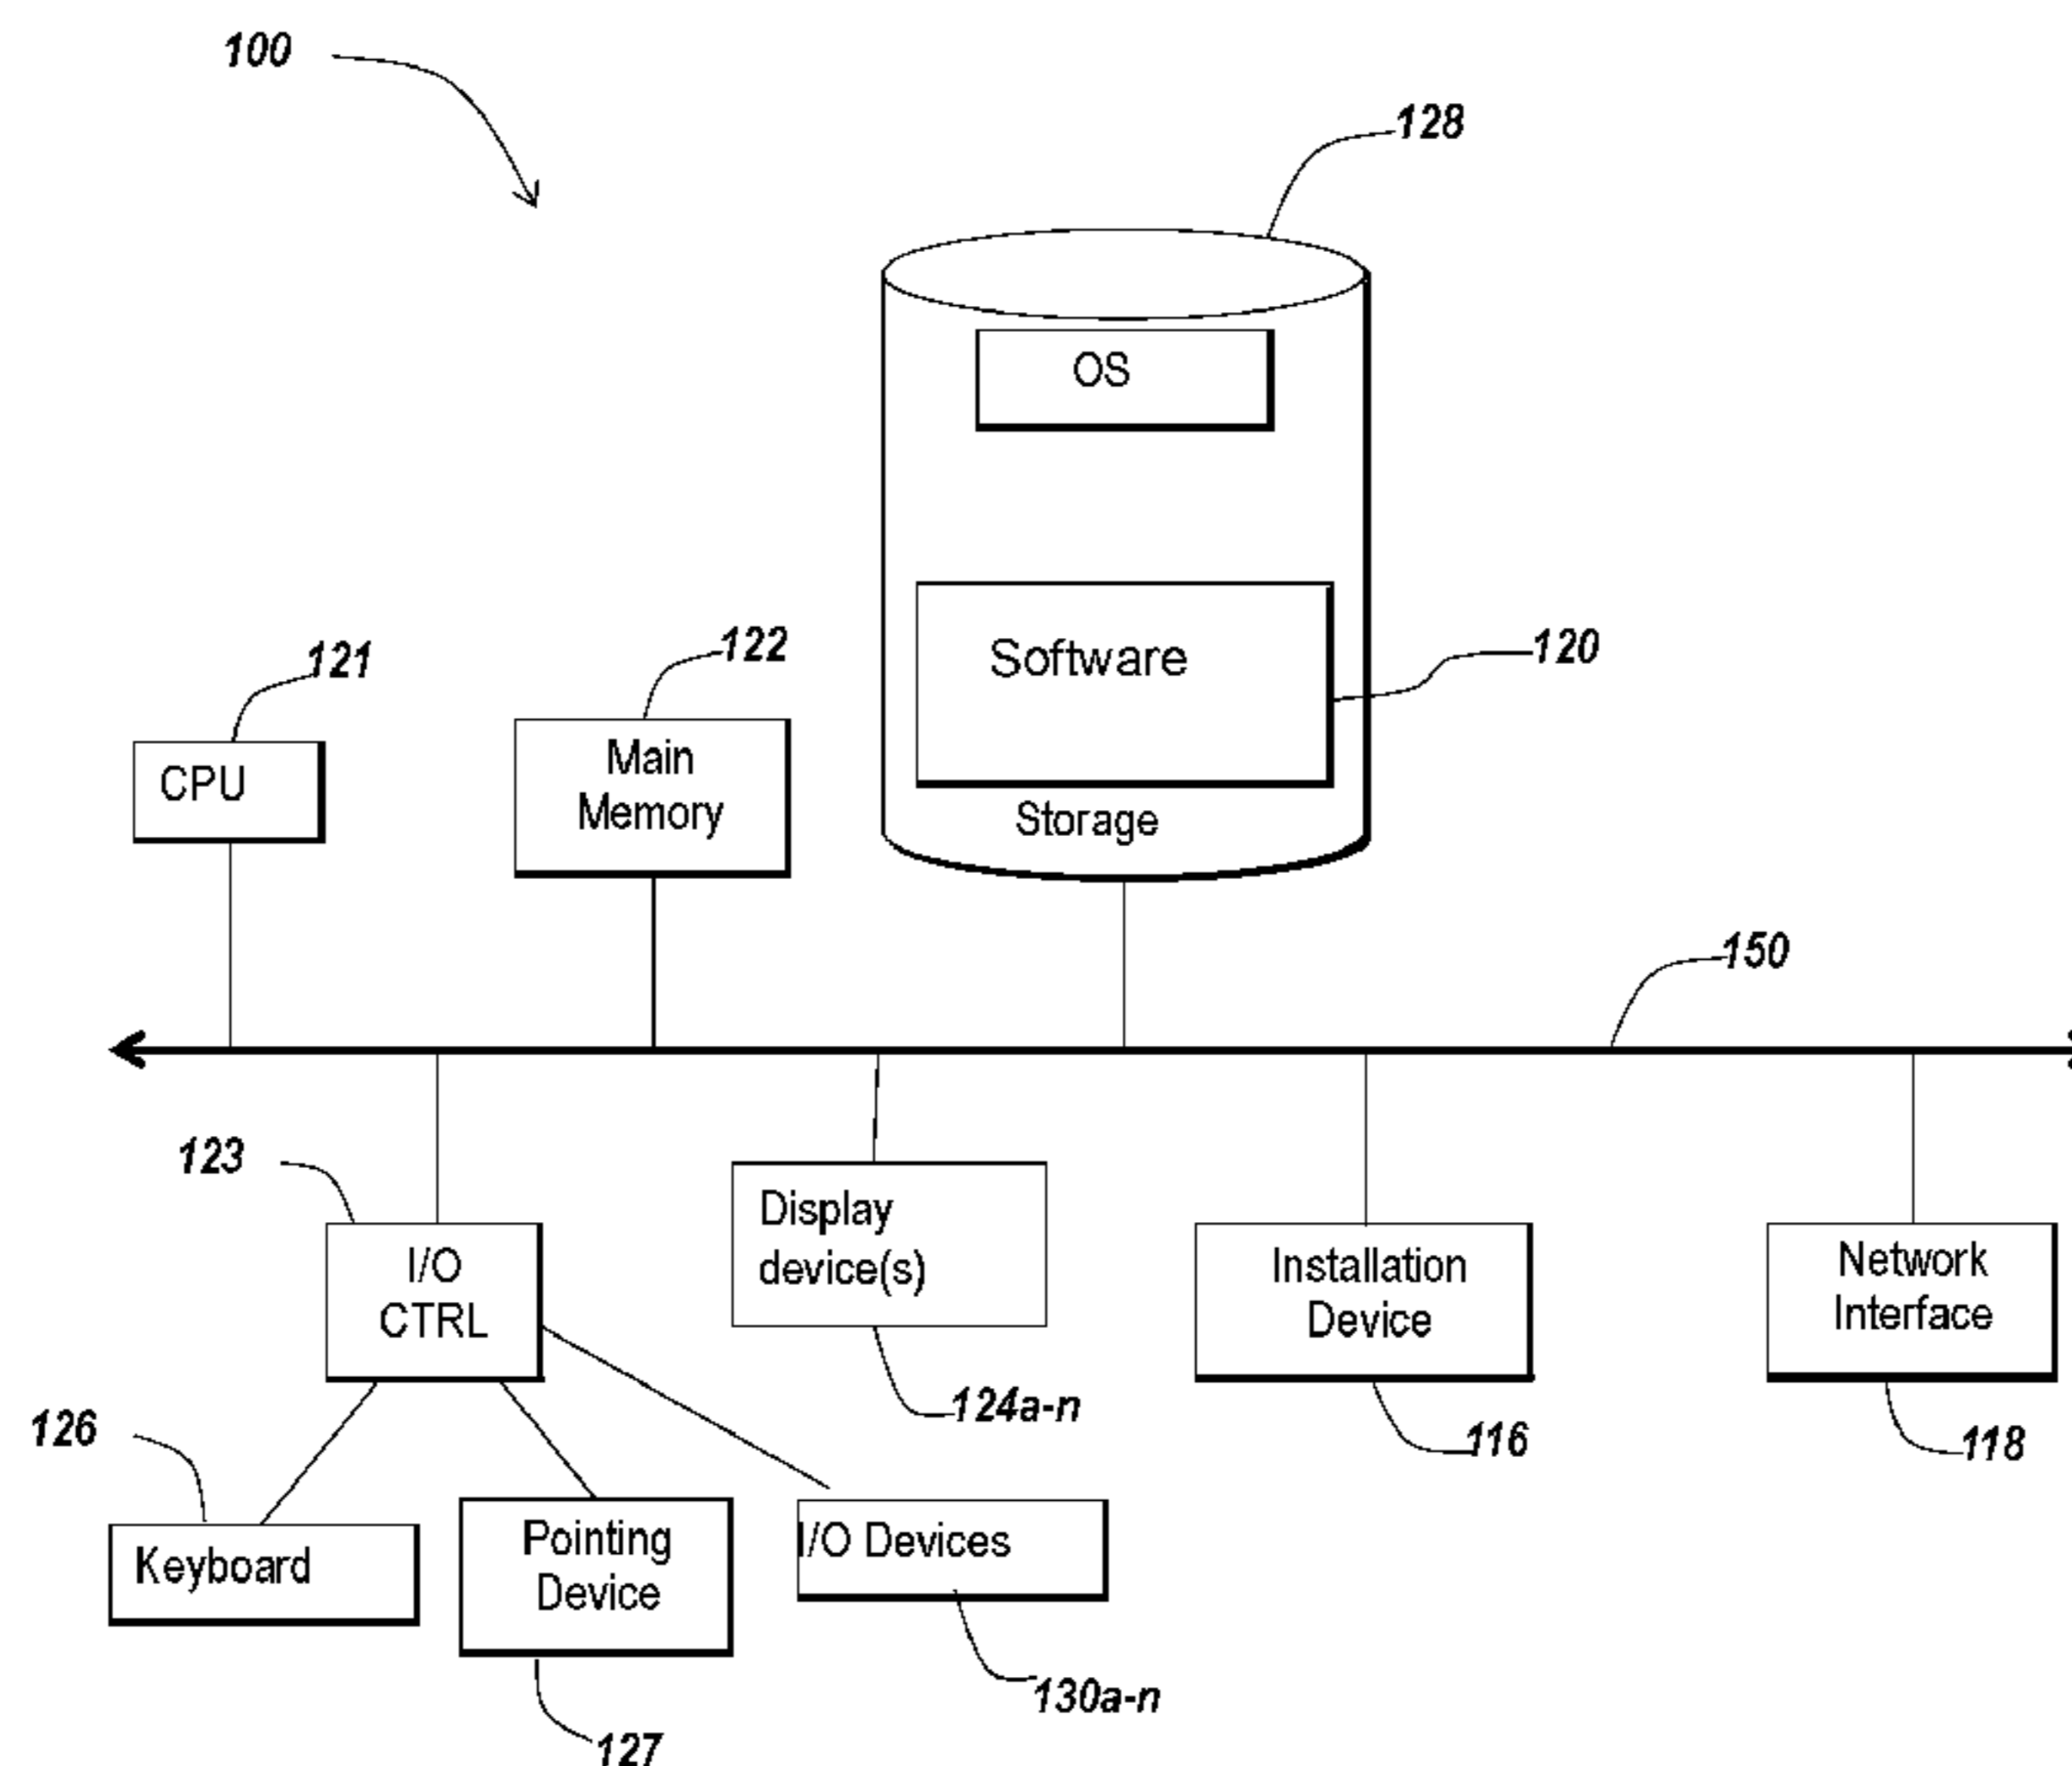 100
128
OS
121
122
Software
120
CPU
Main
Memory
Storage
150
123
I/O
CTRL
Display
device(s)
Installation
Device
Network
Interface
126
124a-n
116
118
Keyboard
Pointing
Device
I/O Devices
130a-n
127